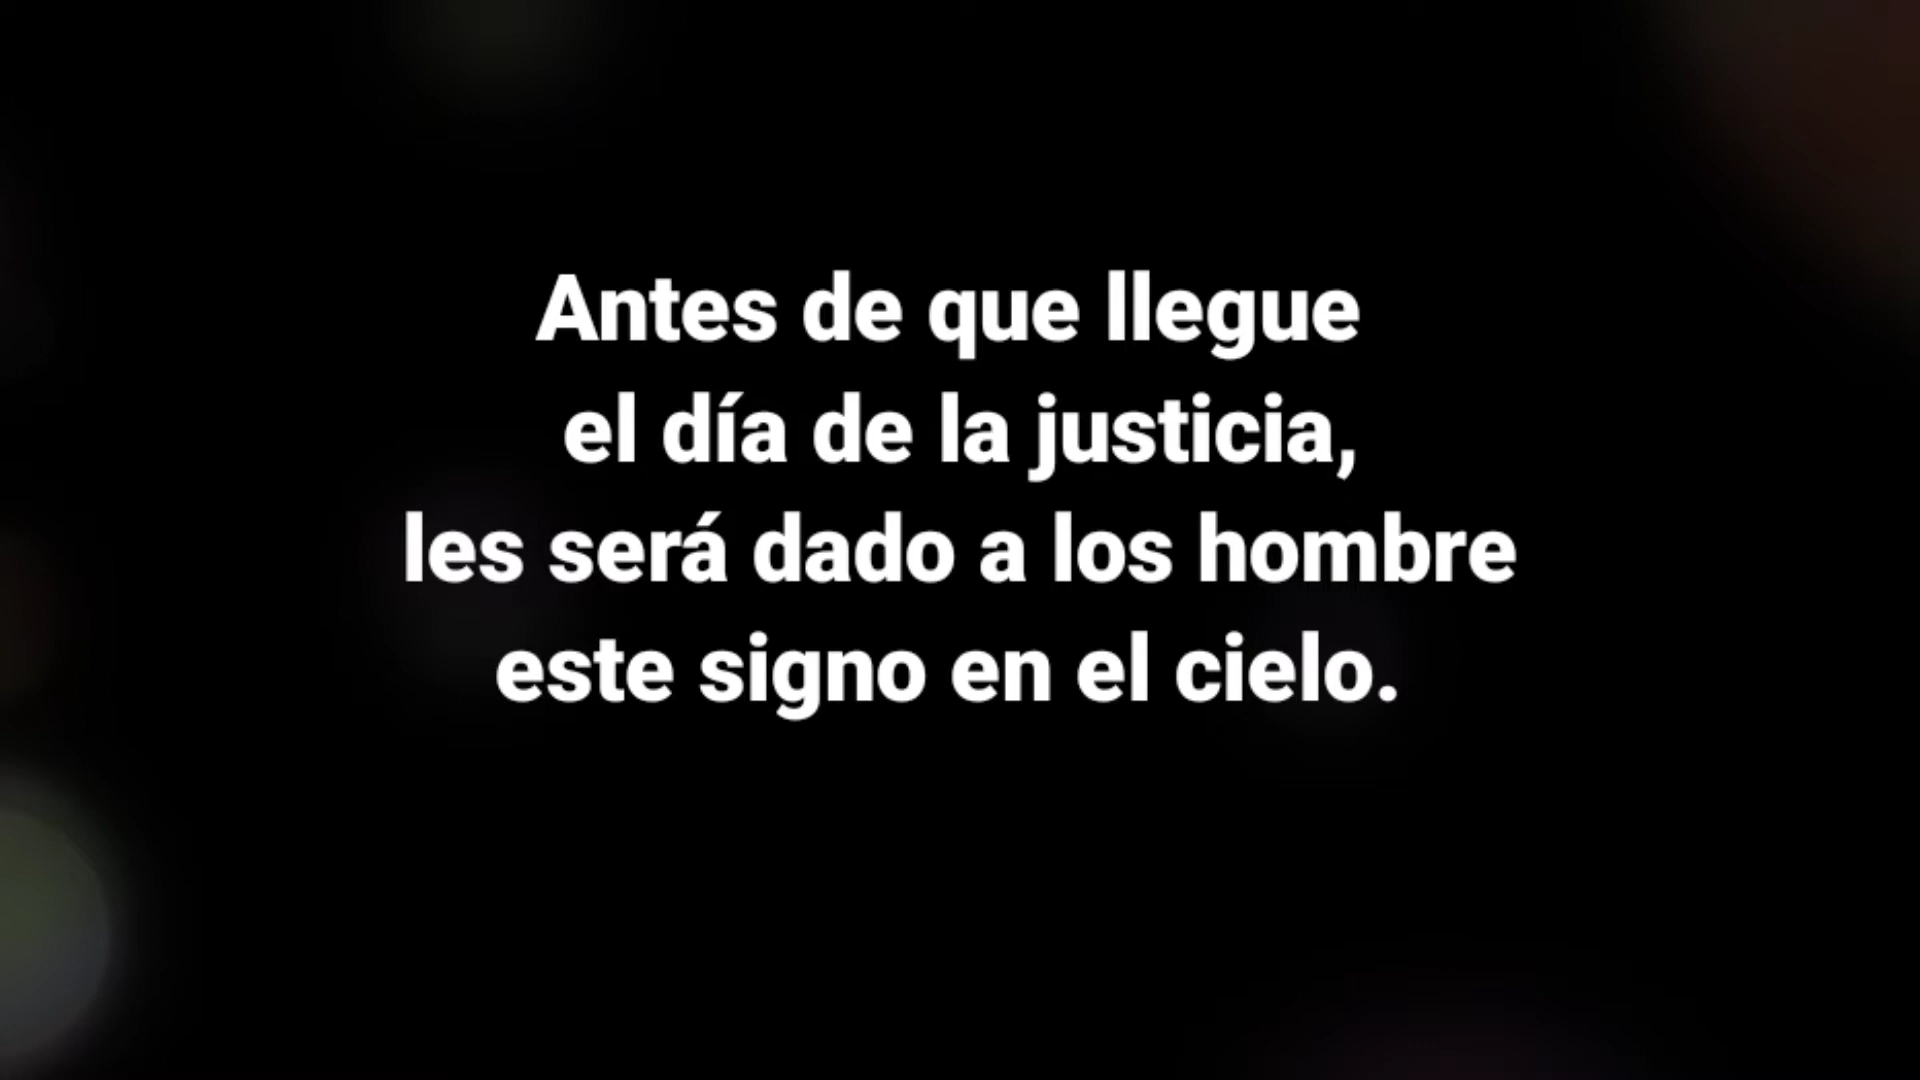 Antes de que llegue
el día de la justicia,
les será dado a los hombre
este signo en el cielo.